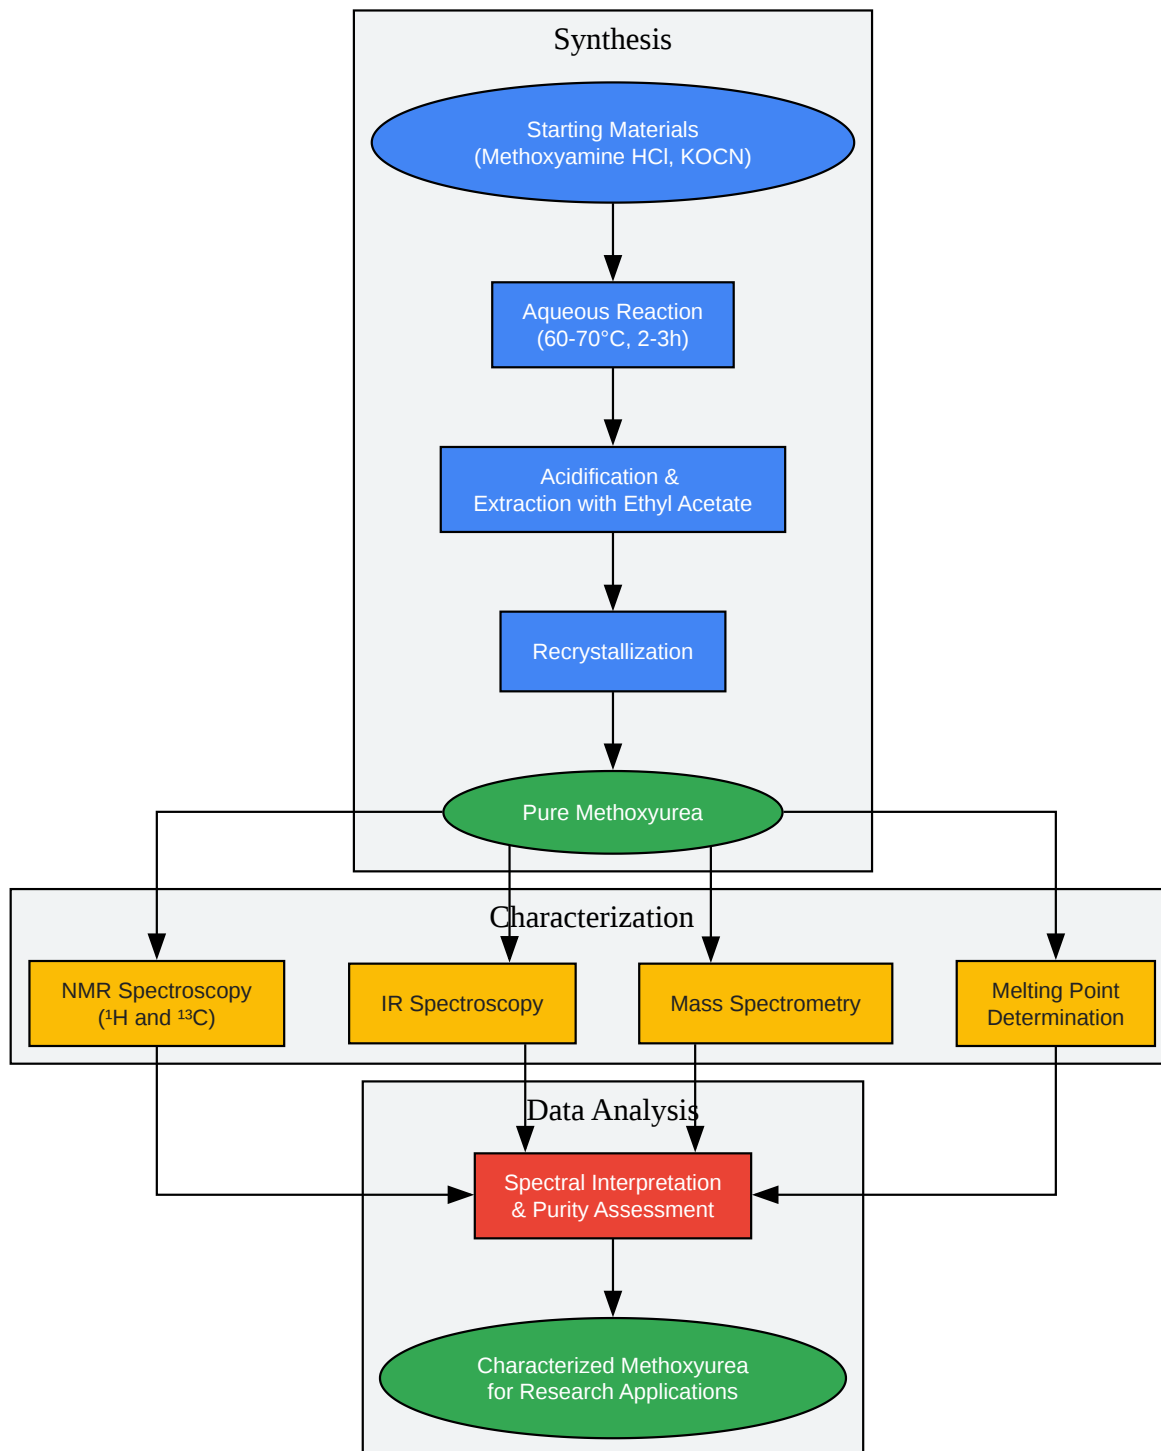 Synthesis
Starting Materials
(Methoxyamine HCl, KOCN)
Aqueous Reaction
(60-70°C, 2-3h)
Acidification &
Extraction with Ethyl Acetate
Recrystallization
Pure Methoxyurea
Characterization
NMR Spectroscopy
(¹H and ¹³C)
IR Spectroscopy
Mass Spectrometry
Melting Point
Determination
Data Analysis
Spectral Interpretation
& Purity Assessment
Characterized Methoxyurea
for Research Applications